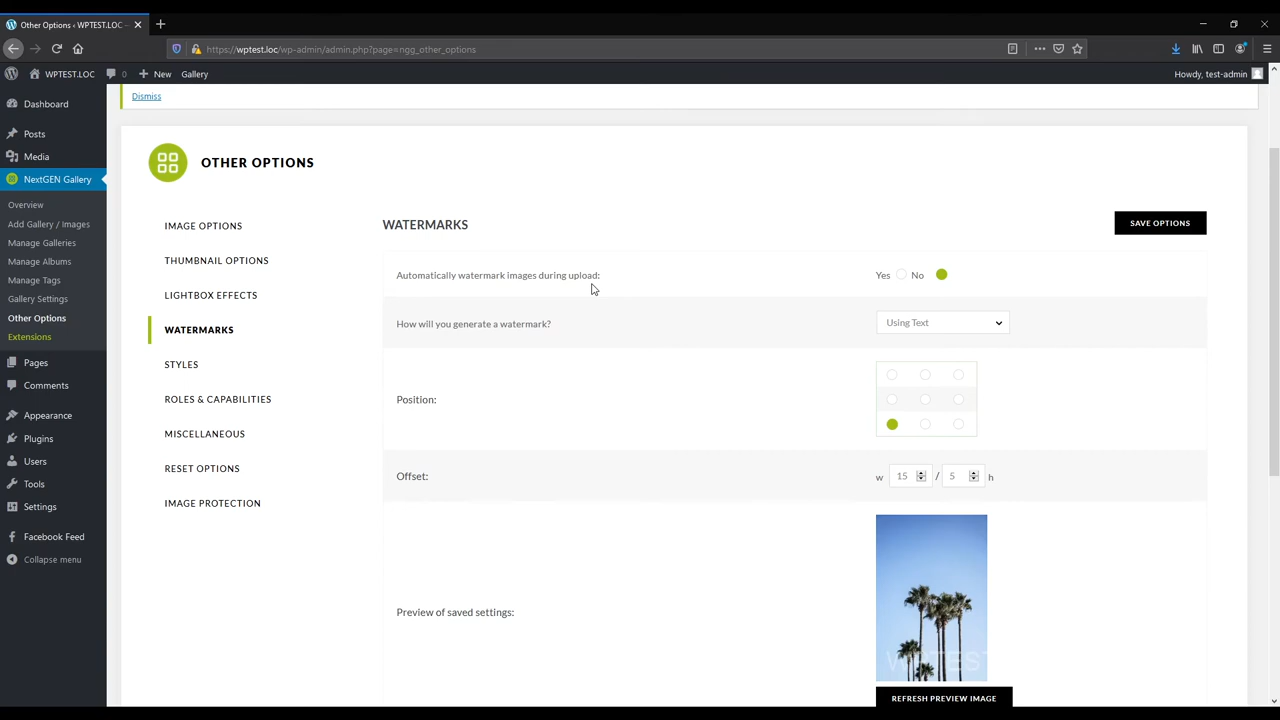 Other Options ‹ WPTEST.LOC —
https://wptest.loc/wp-admin/admin.php?page=ngg_other_options
WPTEST.LOC 0 New Gallery Howdy, test-admin
Dismiss
Dashboard
Posts
Media
NextGEN Gallery
Overview
Add Gallery / Images
Manage Galleries
Manage Albums
Manage Tags
Gallery Settings
Other Options
Extensions
Pages
Comments
Appearance
Plugins
Users
Tools
Settings
Facebook Feed
Collapse menu
OTHER OPTIONS
IMAGE OPTIONS
THUMBNAIL OPTIONS
LIGHTBOX EFFECTS
WATERMARKS
STYLES
ROLES & CAPABILITIES
MISCELLANEOUS
RESET OPTIONS
IMAGE PROTECTION
WATERMARKS
SAVE OPTIONS
Automatically watermark images during upload: Yes No
How will you generate a watermark? Using Text
Position:
Offset: w 15 / 5 h
Preview of saved settings:
WPTEST
REFRESH PREVIEW IMAGE